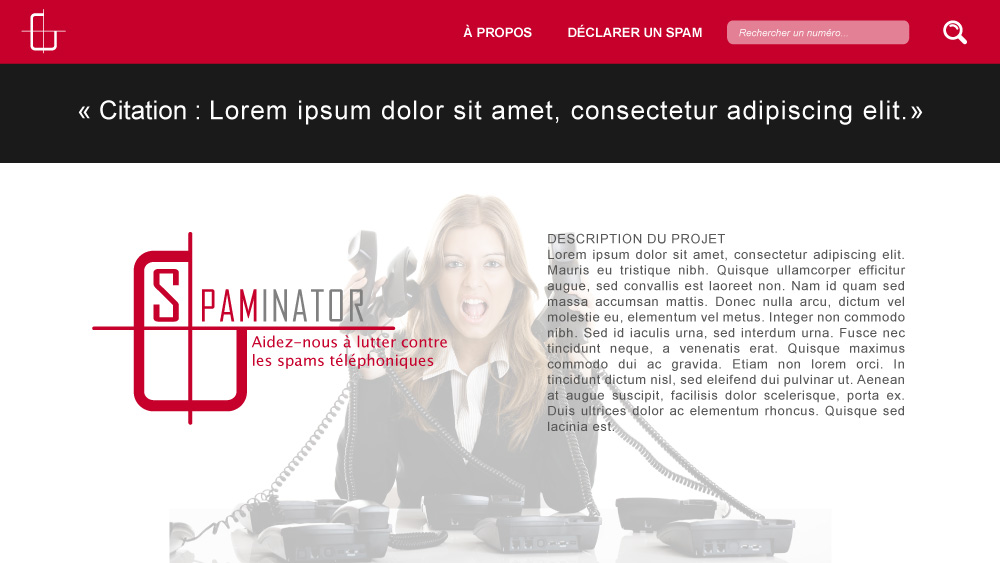 À PROPOS
DÉCLARER UN SPAM
Rechercher un numéro...
« Citation : Lorem ipsum dolor sit amet, consectetur adipiscing elit.»
SPAMINATOR
Aidez-nous à lutter contre
les spams téléphoniques
DESCRIPTION DU PROJET
Lorem ipsum dolor sit amet, consectetur adipiscing elit.
Mauris eu tristique nibh. Quisque ullamcorper efficitur
augue, sed convallis est laoreet non. Nam id quam sed
massa accumsan mattis. Donec nulla arcu, dictum vel
molestie eu, elementum vel metus. Integer non commodo
nibh. Sed id iaculis urna, sed interdum urna. Fusce nec
tincidunt neque, a venenatis erat. Quisque maximus
commodo dui ac gravida. Etiam non lorem orci. In
tincidunt dictum nisl, sed eleifend dui pulvinar ut. Aenean
at augue suscipit, facilisis dolor scelerisque, porta ex.
Duis ultrices dolor ac elementum rhoncus. Quisque sed
lacinia est.